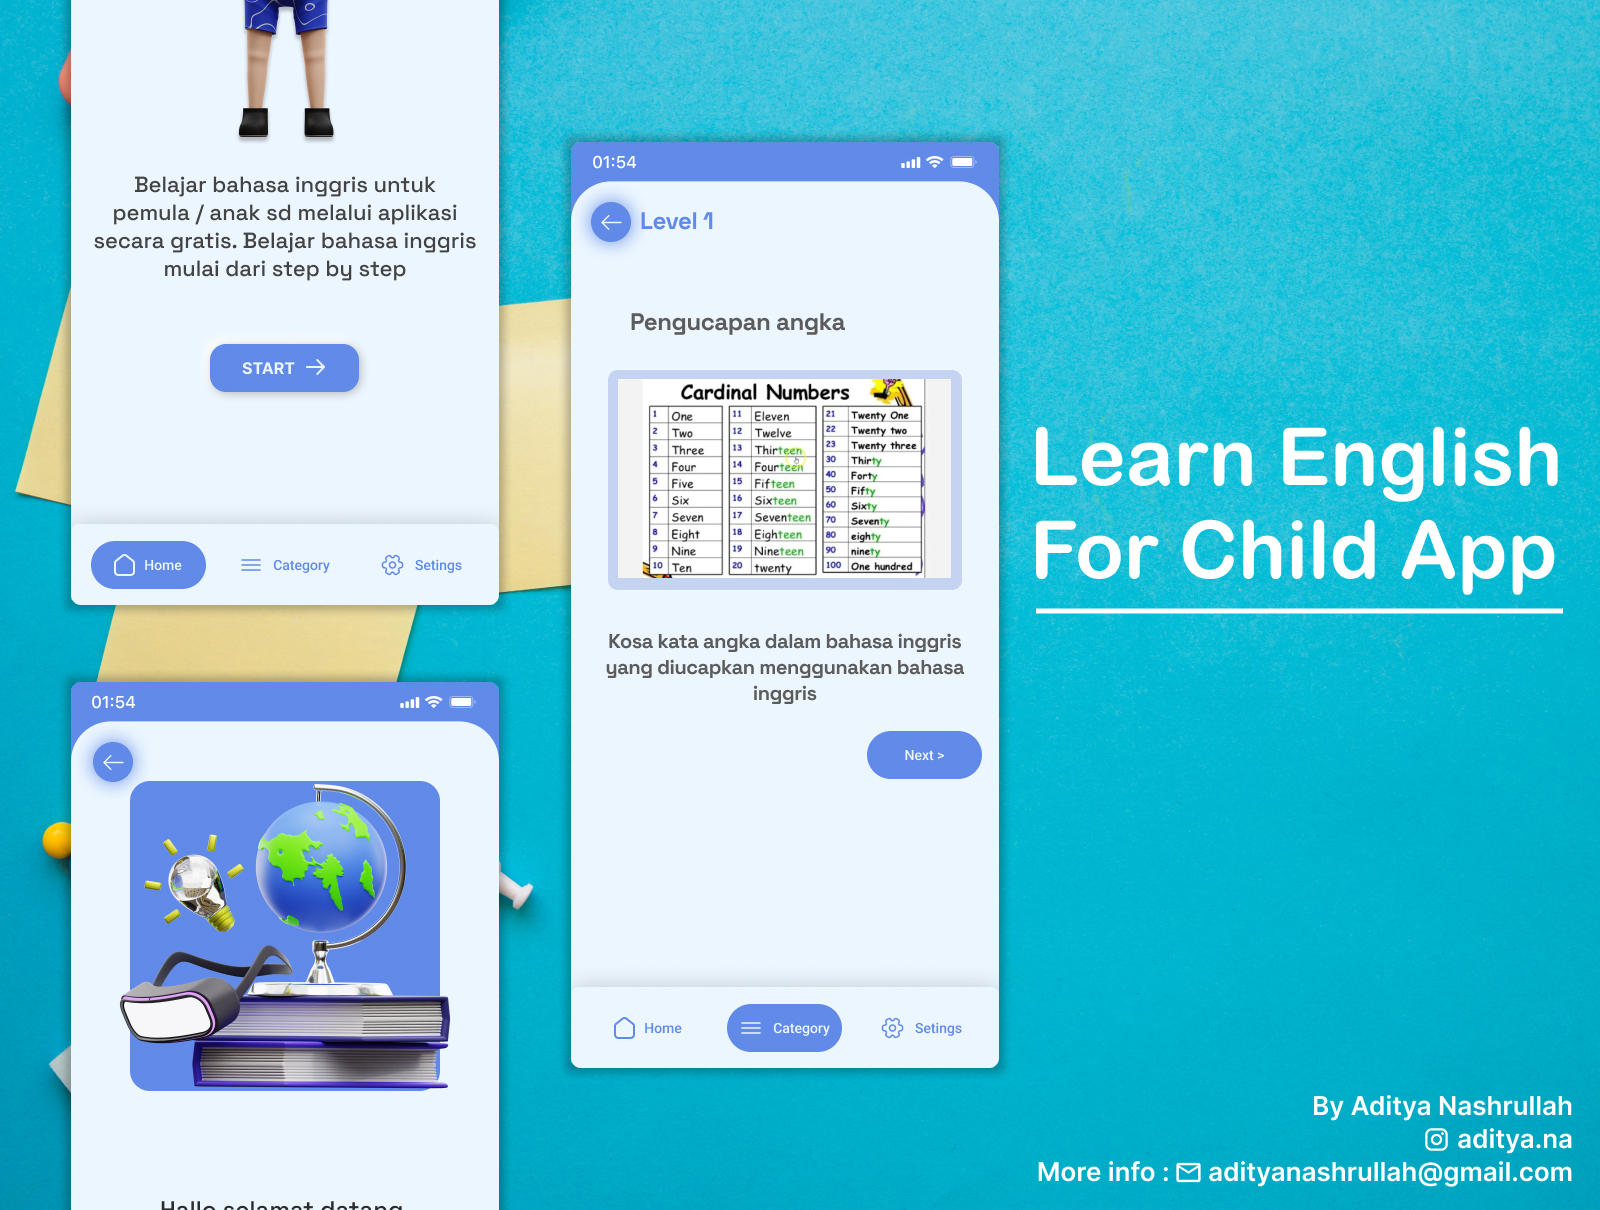 Belajar bahasa inggris untuk
pemula / anak sd melalui aplikasi
secara gratis. Belajar bahasa inggris
mulai dari step by step
START
Home
Category
Setings
01:54
Hallo selamat datang
01:54
Level 1
Pengucapan angka
Cardinal Numbers
1 One 11 Eleven 21 Twenty One
2 Two 12 Twelve 22 Twenty two
3 Three 13 Thirteen 23 Twenty three
4 Four 14 Fourteen 30 Thirty
5 Five 15 Fifteen 40 Forty
6 Six 16 Sixteen 50 Fifty
7 Seven 17 Seventeen 60 Sixty
8 Eight 18 Eighteen 70 Seventy
9 Nine 19 Nineteen 80 eighty
10 Ten 20 twenty 90 ninety
100 One hundred
Kosa kata angka dalam bahasa inggris
yang diucapkan menggunakan bahasa
inggris
Next >
Home
Category
Setings
Learn English
For Child App
By Aditya Nashrullah
aditya.na
More info : adityanashrullah@gmail.com